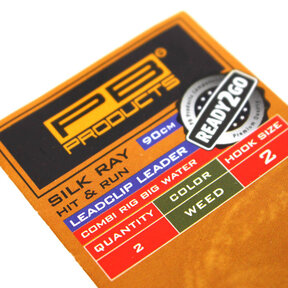 PB®
PRODUCTS
READY2GO
SILK RAY
HIT & RUN
90CM
LEADCLIP LEADER
COMBI RIG BIG WATER
QUANTITY
2
COLOR
WEED
HOOK SIZE
2